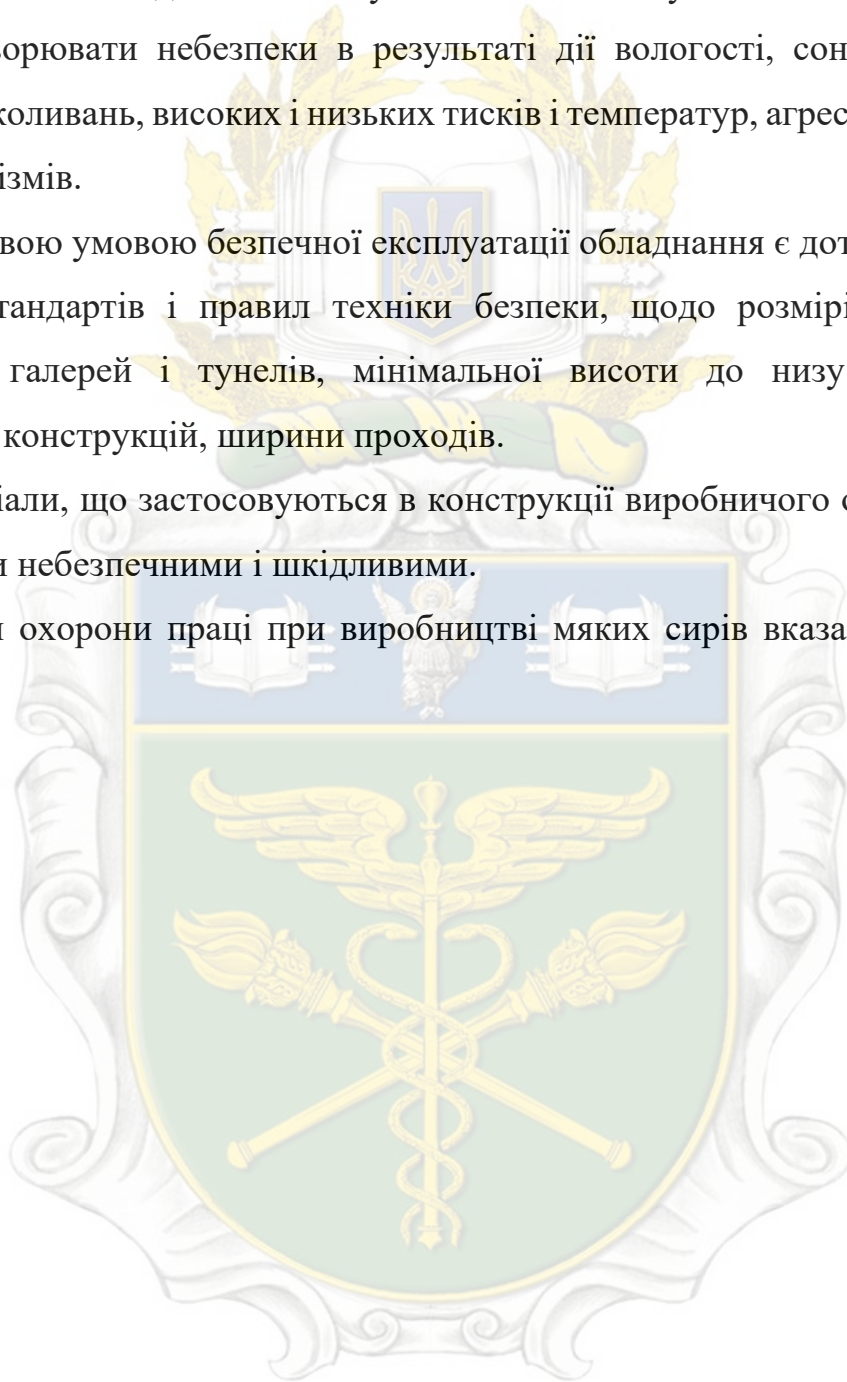 ворювати небезпеки в результаті дії вологості, сон
коливань, високих і низьких тисків і температур, агрес
ізмів.
вою умовою безпечної експлуатації обладнання є дот
тандартів і правил техніки безпеки, щодо розмірі
галерей і тунелів, мінімальної висоти до низу
конструкцій, ширини проходів.
іали, що застосовуються в конструкції виробничого о
и небезпечними і шкідливими.
и охорони праці при виробництві мяких сирів вказа